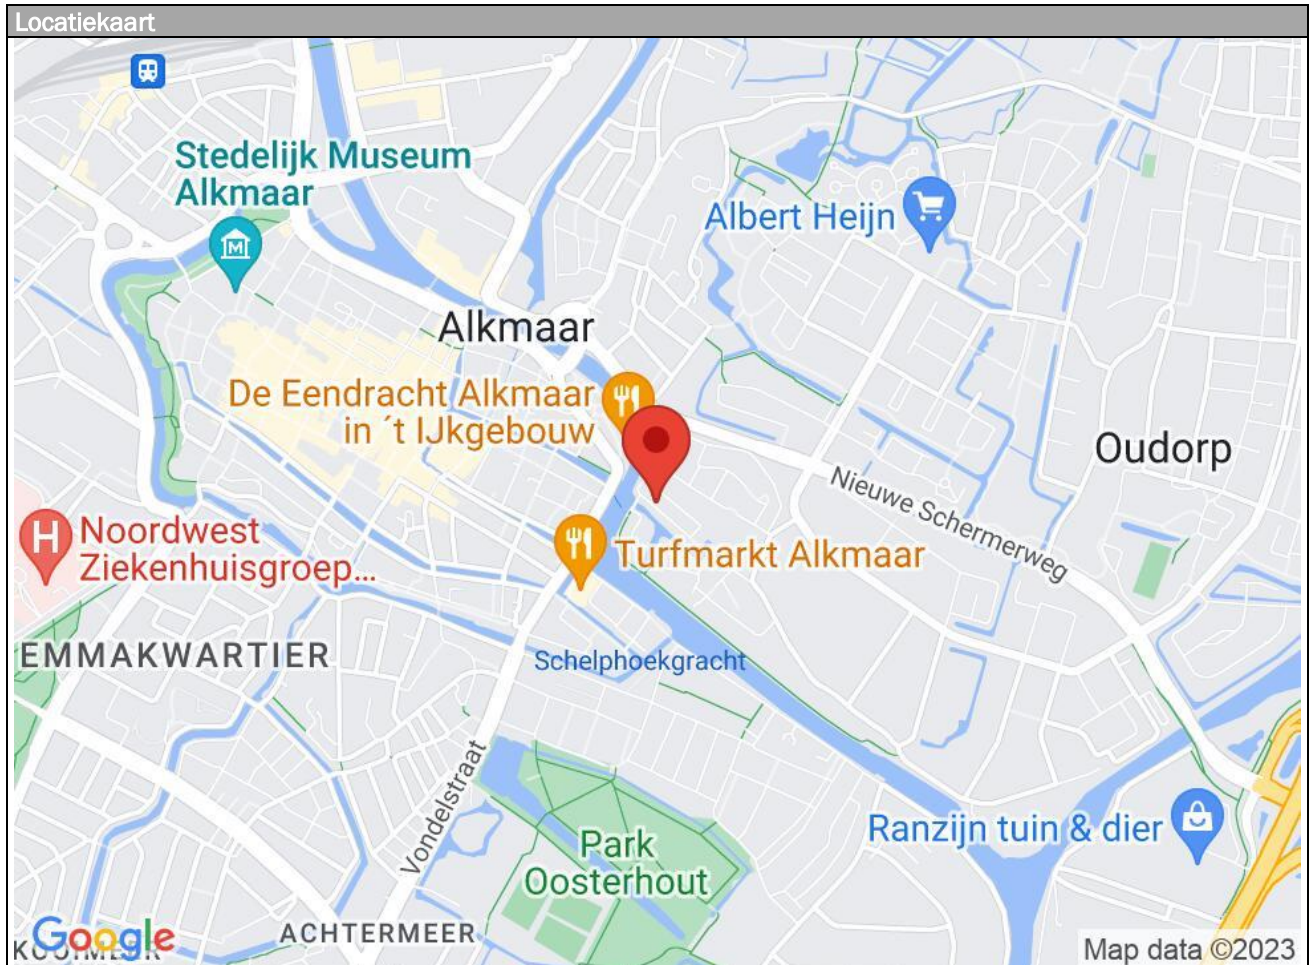 Locatiekaart
Stedelijk Museum
Alkmaar
Albert Heijn
Alkmaar
De Eendracht Alkmaar
in ´t IJkgebouw
Oudorp
Nieuwe Schermerweg
Noordwest
Ziekenhuisgroep...
Turfmarkt Alkmaar
EMMAKWARTIER
Schelphoekgracht
Vondelstraat
Ranzijn tuin & dier
Park
Oosterhout
ACHTERMEER
Google
Map data ©2023